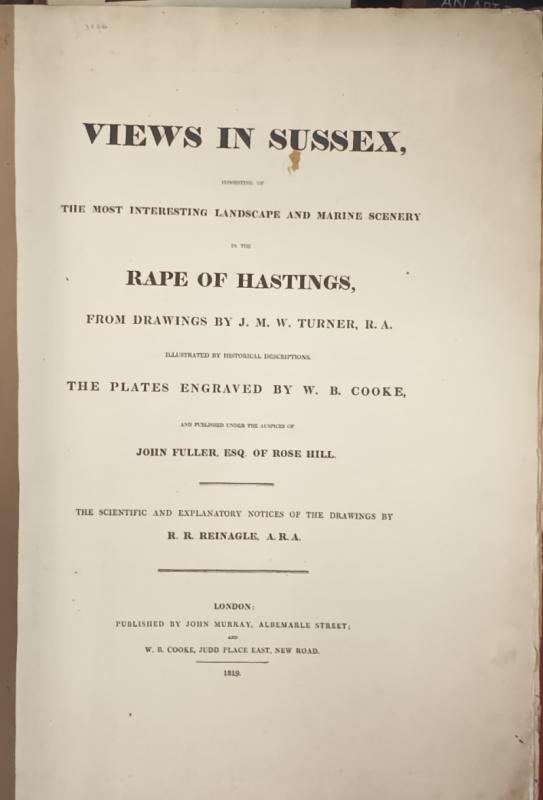 VIEWS IN SUSSEX,
CONSISTING OF
THE MOST INTERESTING LANDSCAPE AND MARINE SCENERY
IN THE
RAPE OF HASTINGS,
FROM DRAWINGS BY J. M. W. TURNER, R. A.
ILLUSTRATED BY HISTORICAL DESCRIPTIONS.
THE PLATES ENGRAVED BY W. B. COOKE,
AND PUBLISHED UNDER THE AUSPICES OF
JOHN FULLER, ESQ. OF ROSE HILL.
THE SCIENTIFIC AND EXPLANATORY NOTICES OF THE DRAWINGS BY
R. R. REINAGLE, A. R. A.
LONDON:
PUBLISHED BY JOHN MURRAY, ALBEMARLE STREET;
AND
W. B. COOKE, JUDD PLACE EAST, NEW ROAD.
1819.